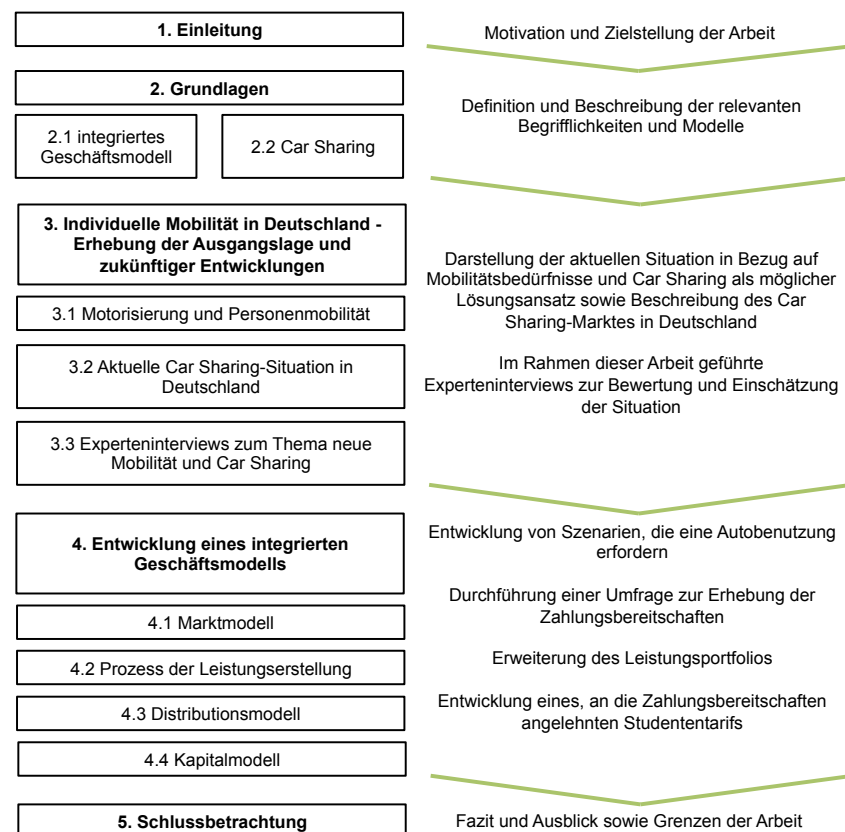 1. Einleitung
Motivation und Zielstellung der Arbeit
2. Grundlagen
2.1 integriertes
Geschäftsmodell
2.2 Car Sharing
Definition und Beschreibung der relevanten
Begrifflichkeiten und Modelle
3. Individuelle Mobilität in Deutschland -
Erhebung der Ausgangslage und
zukünftiger Entwicklungen
3.1 Motorisierung und Personenmobilität
3.2 Aktuelle Car Sharing-Situation in
Deutschland
3.3 Experteninterviews zum Thema neue
Mobilität und Car Sharing
Darstellung der aktuellen Situation in Bezug auf
Mobilitätsbedürfnisse und Car Sharing als möglicher
Lösungsansatz sowie Beschreibung des Car
Sharing-Marktes in Deutschland
Im Rahmen dieser Arbeit geführte
Experteninterviews zur Bewertung und Einschätzung
der Situation
4. Entwicklung eines integrierten
Geschäftsmodells
4.1 Marktmodell
4.2 Prozess der Leistungserstellung
4.3 Distributionsmodell
4.4 Kapitalmodell
Entwicklung von Szenarien, die eine Autobenutzung
erfordern
Durchführung einer Umfrage zur Erhebung der
Zahlungsbereitschaften
Erweiterung des Leistungsportfolios
Entwicklung eines, an die Zahlungsbereitschaften
angelehnten Studententarifs
5. Schlussbetrachtung
Fazit und Ausblick sowie Grenzen der Arbeit